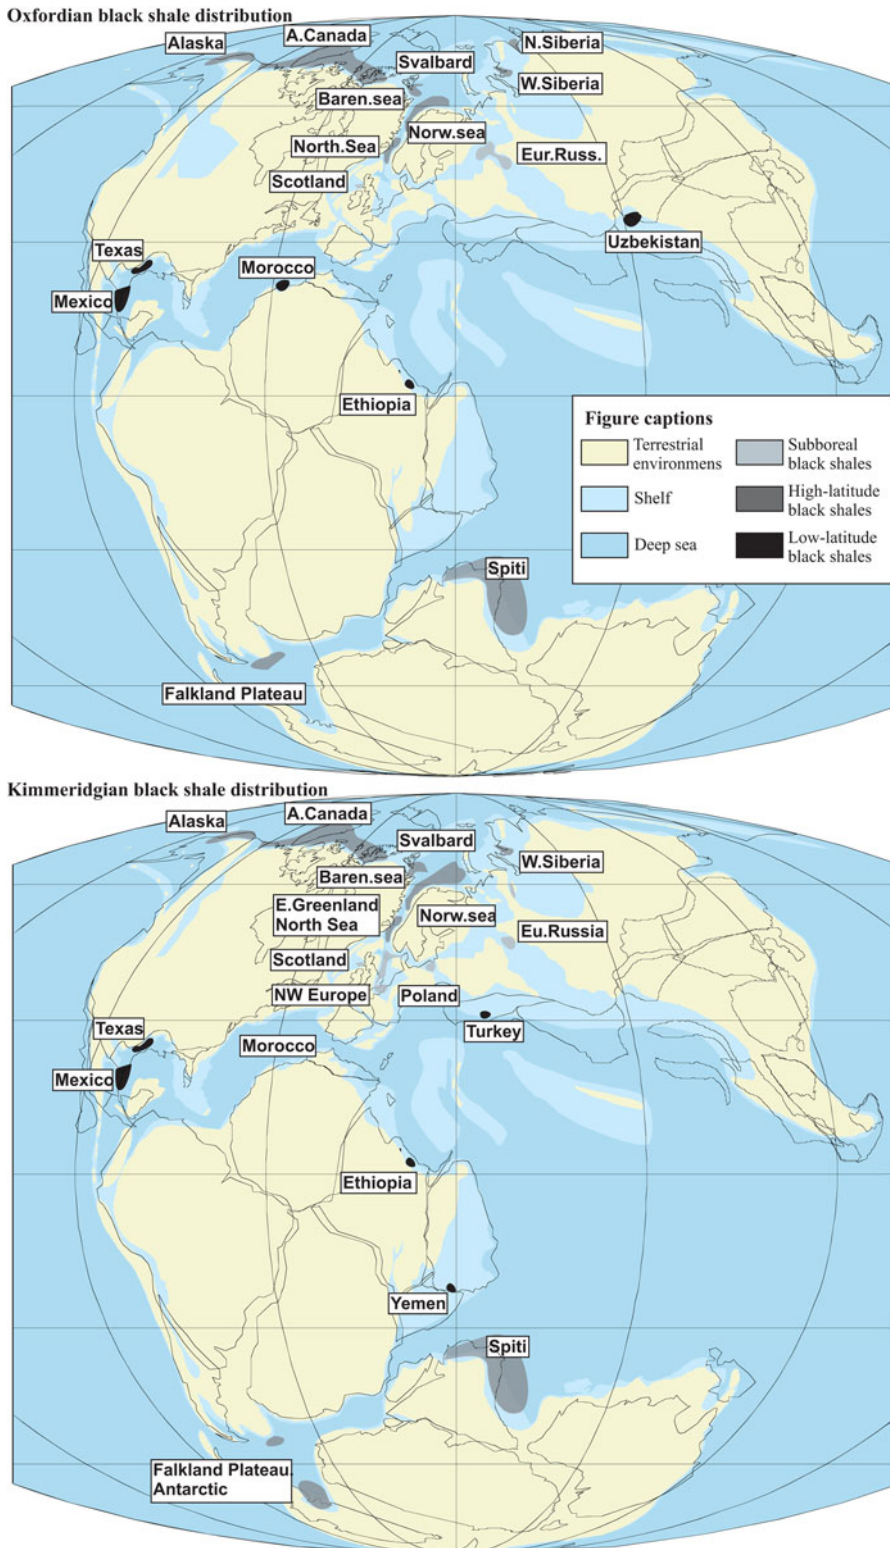 Oxfordian black shale distribution
Alaska
A.Canada
N.Siberia
Svalbard
W.Siberia
Baren.sea
Norw.sea
North.Sea
Eur.Russ.
Scotland
Texas
Uzbekistan
Morocco
Mexico
Ethiopia
Figure captions
Terrestrial
environmens
Subboreal
black shales
Shelf
High-latitude
black shales
Deep sea
Low-latitude
black shales
Spiti
Falkland Plateau
Kimmeridgian black shale distribution
Alaska
A.Canada
Svalbard
W.Siberia
Baren.sea
E.Greenland
North Sea
Norw.sea
Eu.Russia
Scotland
NW Europe
Poland
Texas
Turkey
Morocco
Mexico
Ethiopia
Yemen
Spiti
Falkland Plateau.
Antarctic